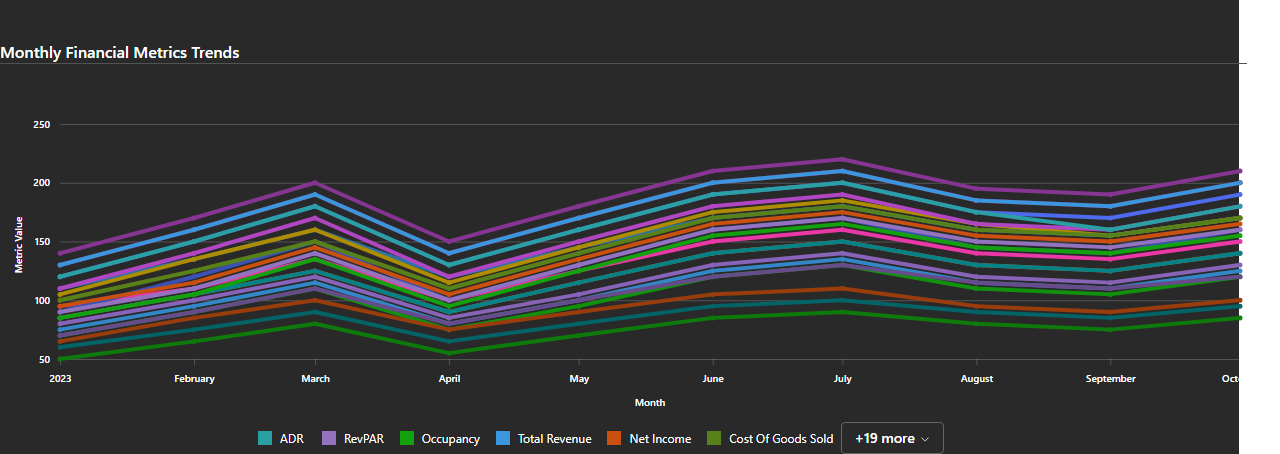 Monthly Financial Metrics Trends
250
200
150
100
50
Metric Value
2023 February March April May June July August September Octo
Month
ADR RevPAR Occupancy Total Revenue Net Income Cost Of Goods Sold +19 more